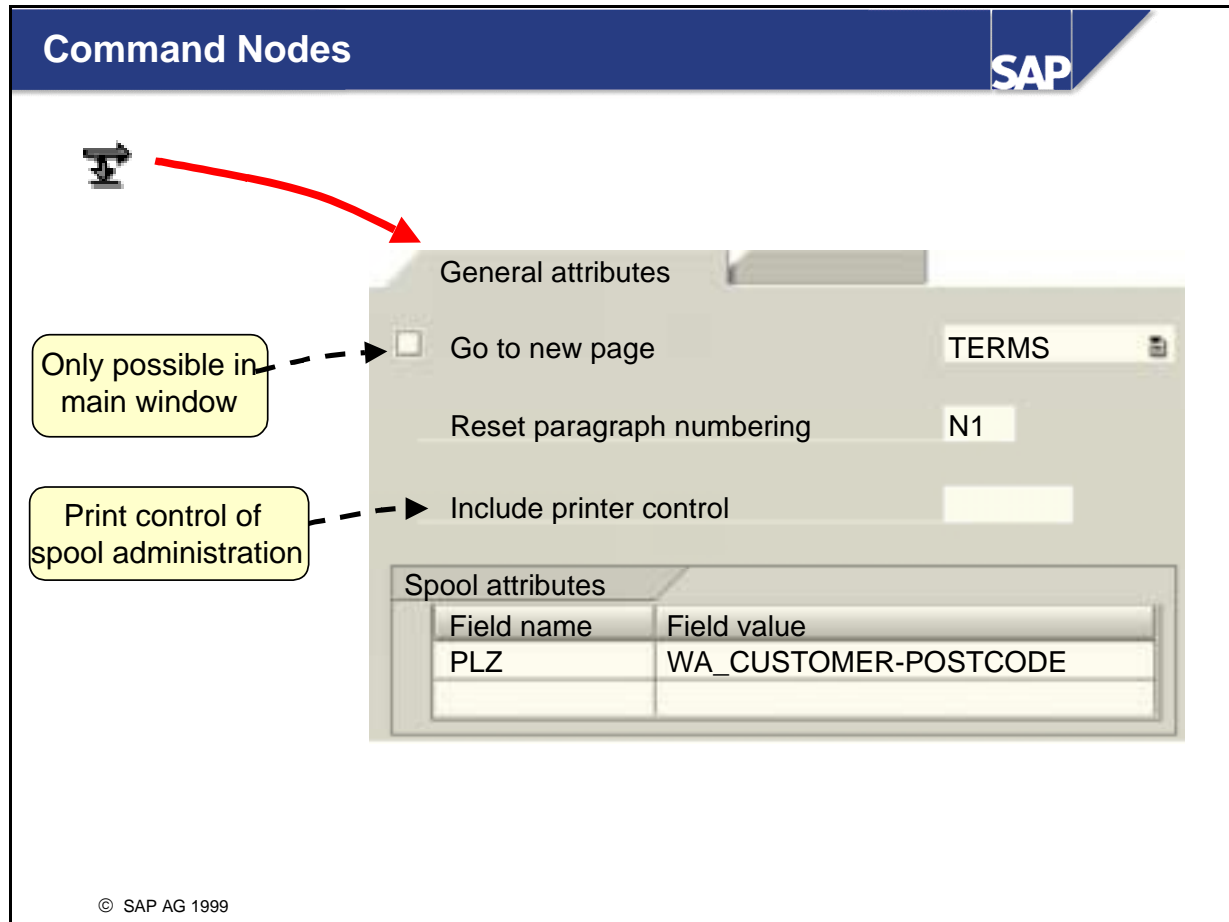 Command Nodes
SAP
General attributes
Only possible in
main window
Go to new page
TERMS
Reset paragraph numbering
N1
Print control of
spool administration
Include printer control
Spool attributes
Field name Field value
PLZ WA_CUSTOMER-POSTCODE
© SAP AG 1999